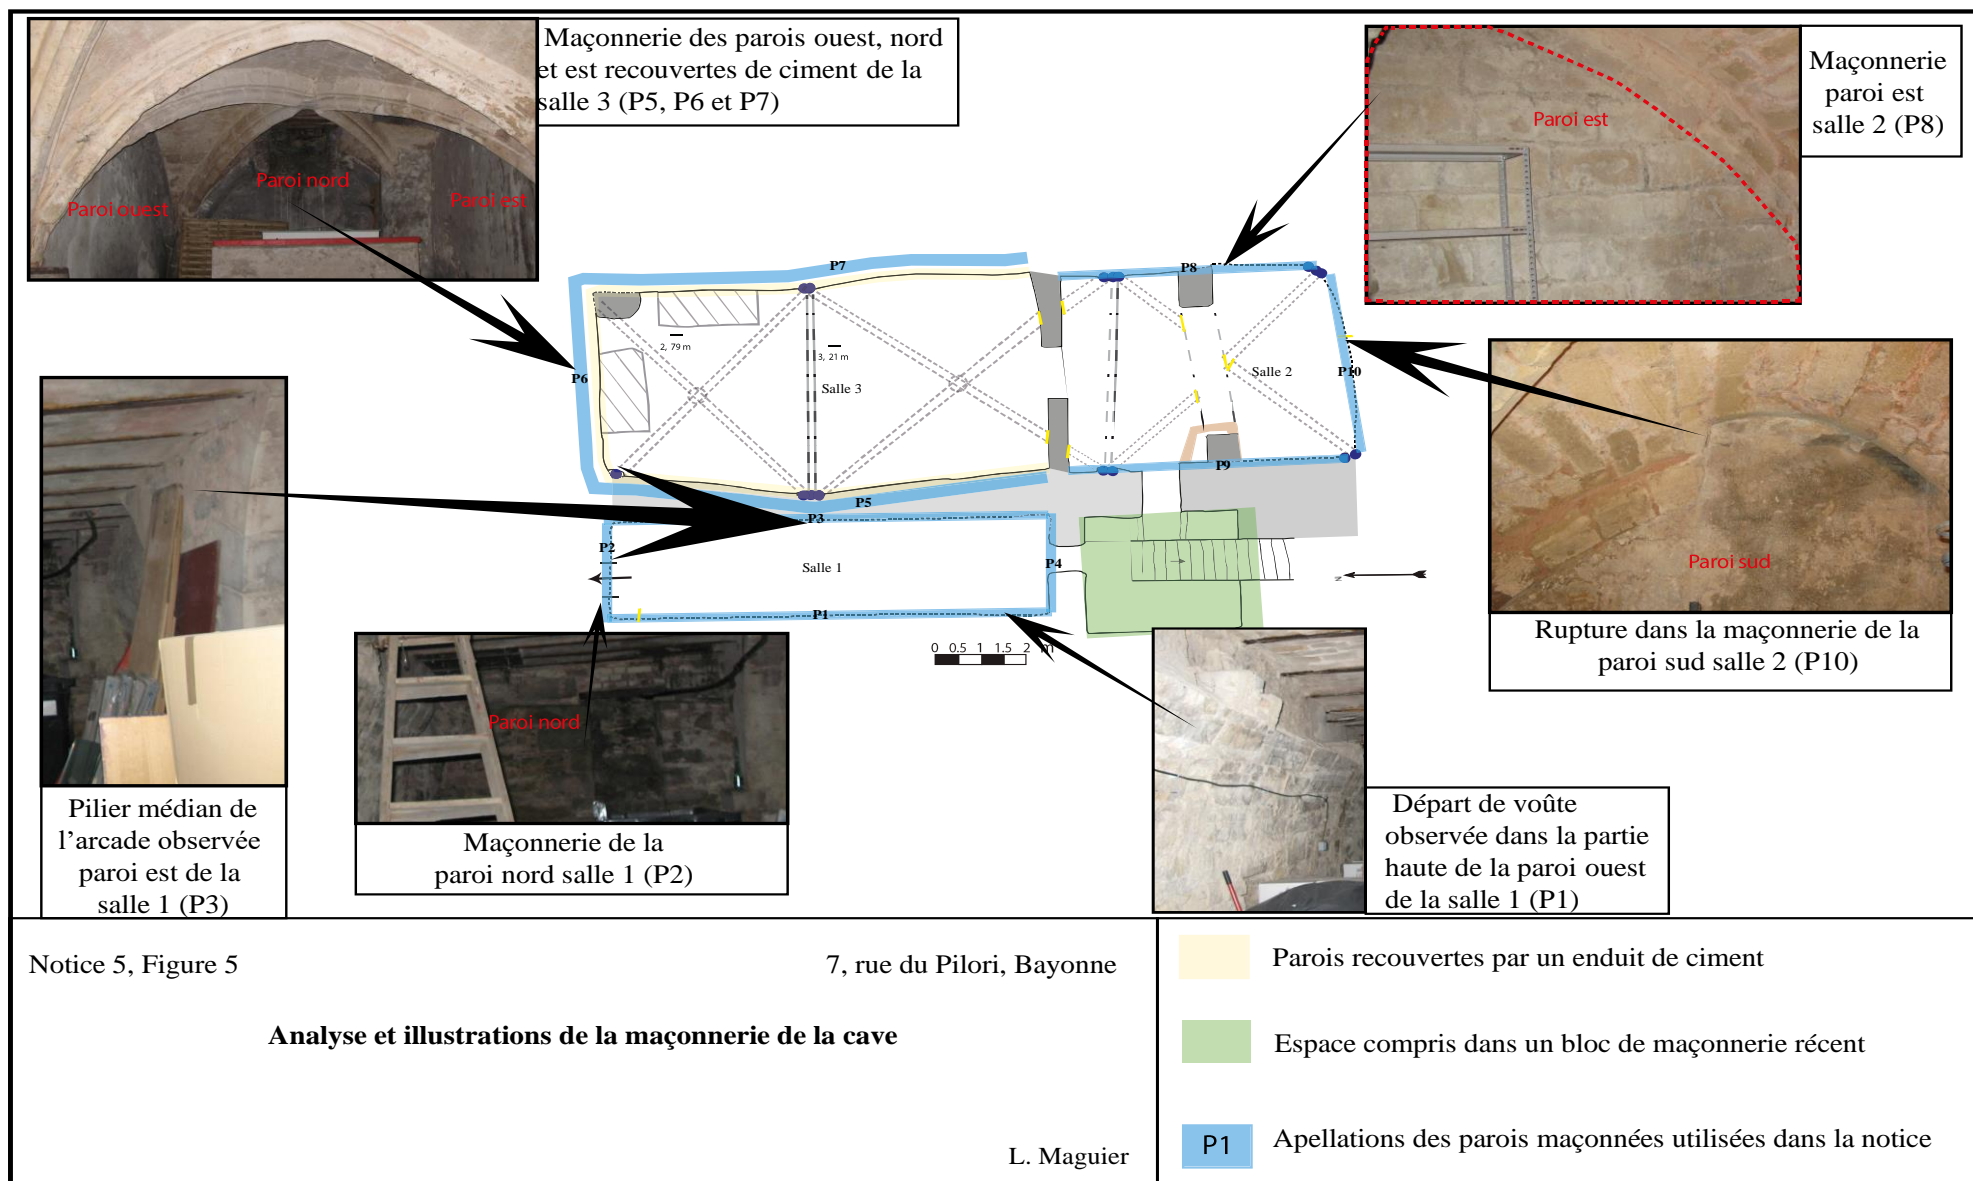 Maçonnerie des parois ouest, nord
et est recouvertes de ciment de la
salle 3 (P5, P6 et P7)
Paroi ouest
Paroi nord
Paroi est
Maçonnerie
paroi est
salle 2 (P8)
Paroi est
P7
P8
2, 79 m
3, 21 m
Salle 3
Salle 2
P6
P10
P9
P5
P3
P2
Salle 1
P4
P1
N
0 0.5 1 1.5 2 m
Paroi sud
Rupture dans la maçonnerie de la
paroi sud salle 2 (P10)
Pilier médian de
l’arcade observée
paroi est de la
salle 1 (P3)
Paroi nord
Maçonnerie de la
paroi nord salle 1 (P2)
Départ de voûte
observée dans la partie
haute de la paroi ouest
de la salle 1 (P1)
Notice 5, Figure 5
7, rue du Pilori, Bayonne
Analyse et illustrations de la maçonnerie de la cave
L. Maguier
Parois recouvertes par un enduit de ciment
Espace compris dans un bloc de maçonnerie récent
P1 Apellations des parois maçonnées utilisées dans la notice